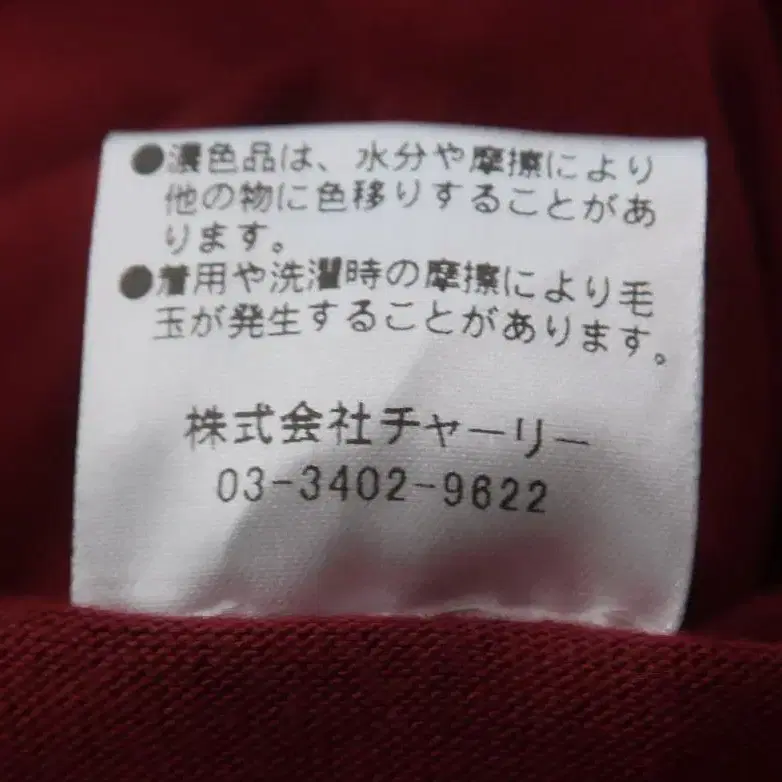 ●濃色品は、水分や摩擦により
他の物に色移りすることがあ
ります。
●着用や洗濯時の摩擦により毛
玉が発生することがあります。
株式会社チャーリー
03-3402-9622